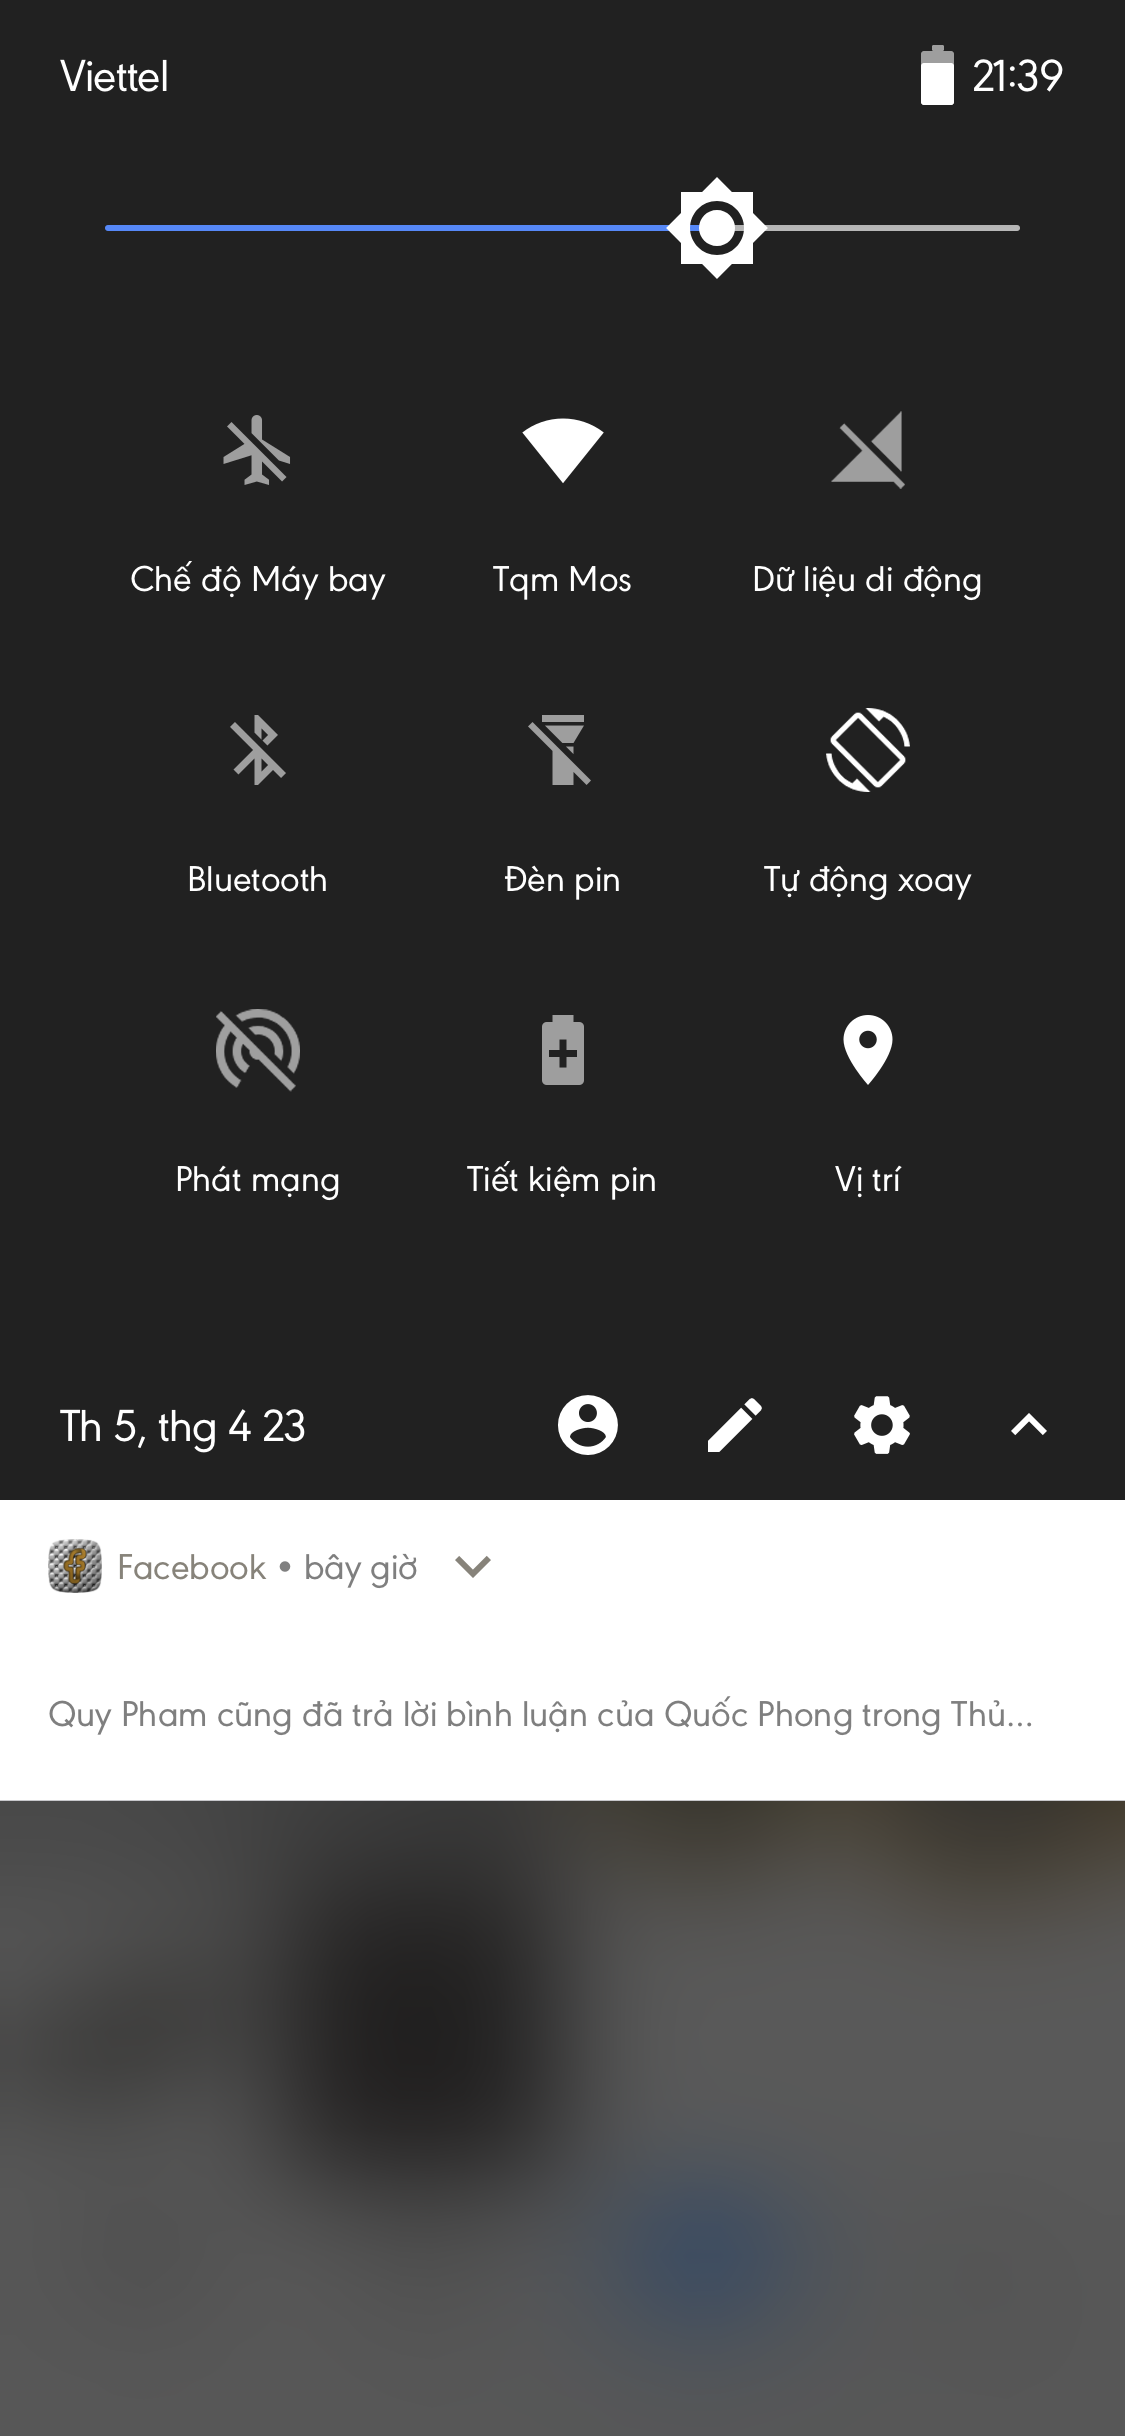 Viettel 21:39
Chế độ Máy bay Tqm Mos Dữ liệu di động
Bluetooth Đèn pin Tự động xoay
Phát mạng Tiết kiệm pin Vị trí
Th 5, thg 4 23
Facebook • bây giờ
Quy Pham cũng đã trả lời bình luận của Quốc Phong trong Thủ...